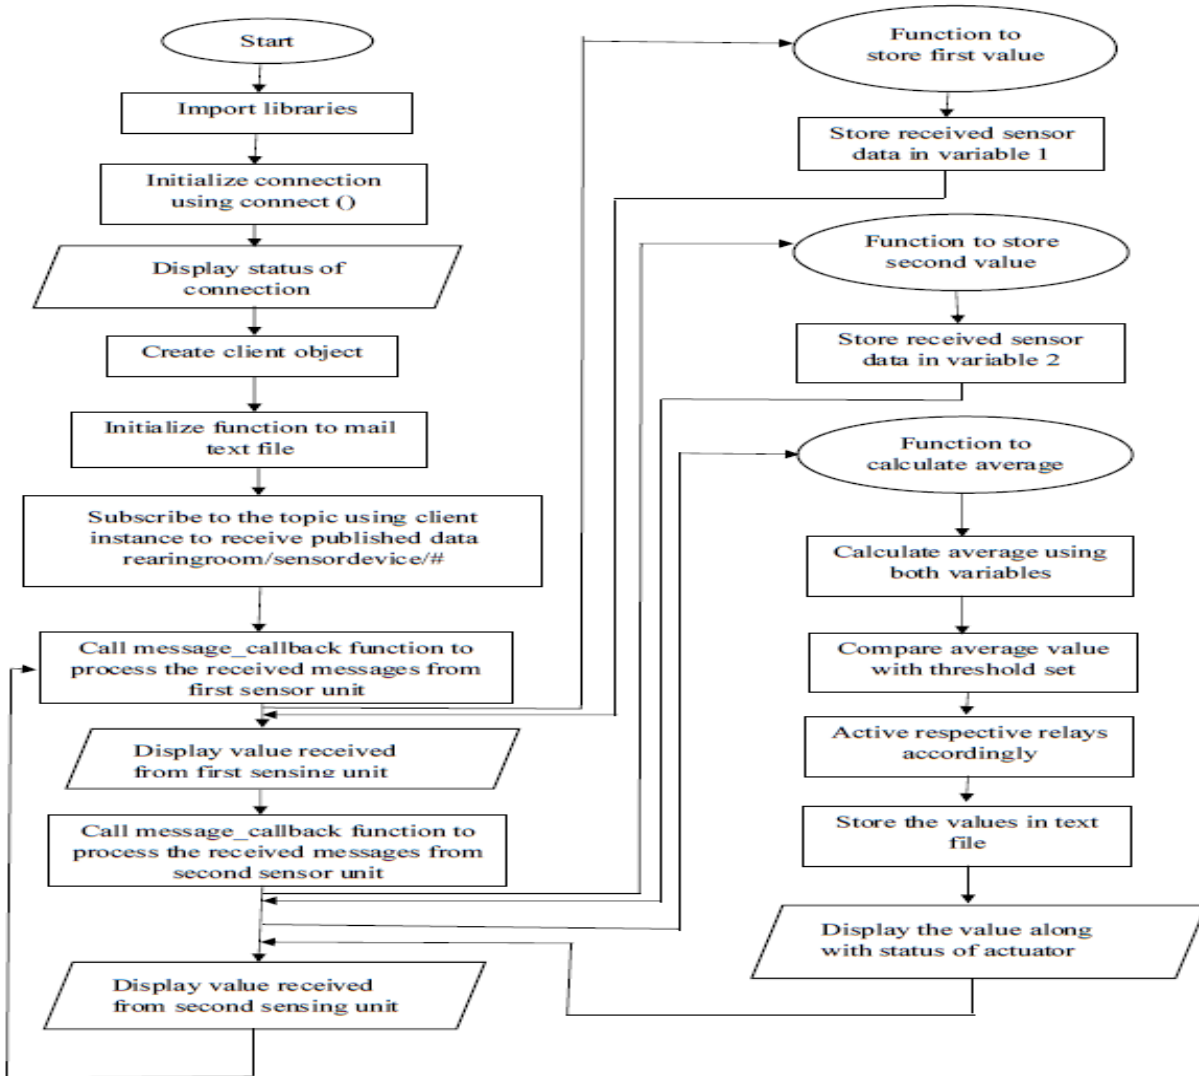 Start
Import libraries
Initialize connection
using connect ()
Display status of
connection
Create client object
Initialize function to mail
text file
Subscribe to the topic using client
instance to receive published data
rearingroom/sensordevice/#
Call message_callback function to
process the received messages from
first sensor unit
Display value received
from first sensing unit
Call message_callback function to
process the received messages from
second sensor unit
Display value received
from second sensing unit
Function to
store first value
Store received sensor
data in variable 1
Function to store
second value
Store received sensor
data in variable 2
Function to
calculate average
Calculate average using
both variables
Compare average value
with threshold set
Active respective relays
accordingly
Store the values in text
file
Display the value along
with status of actuator